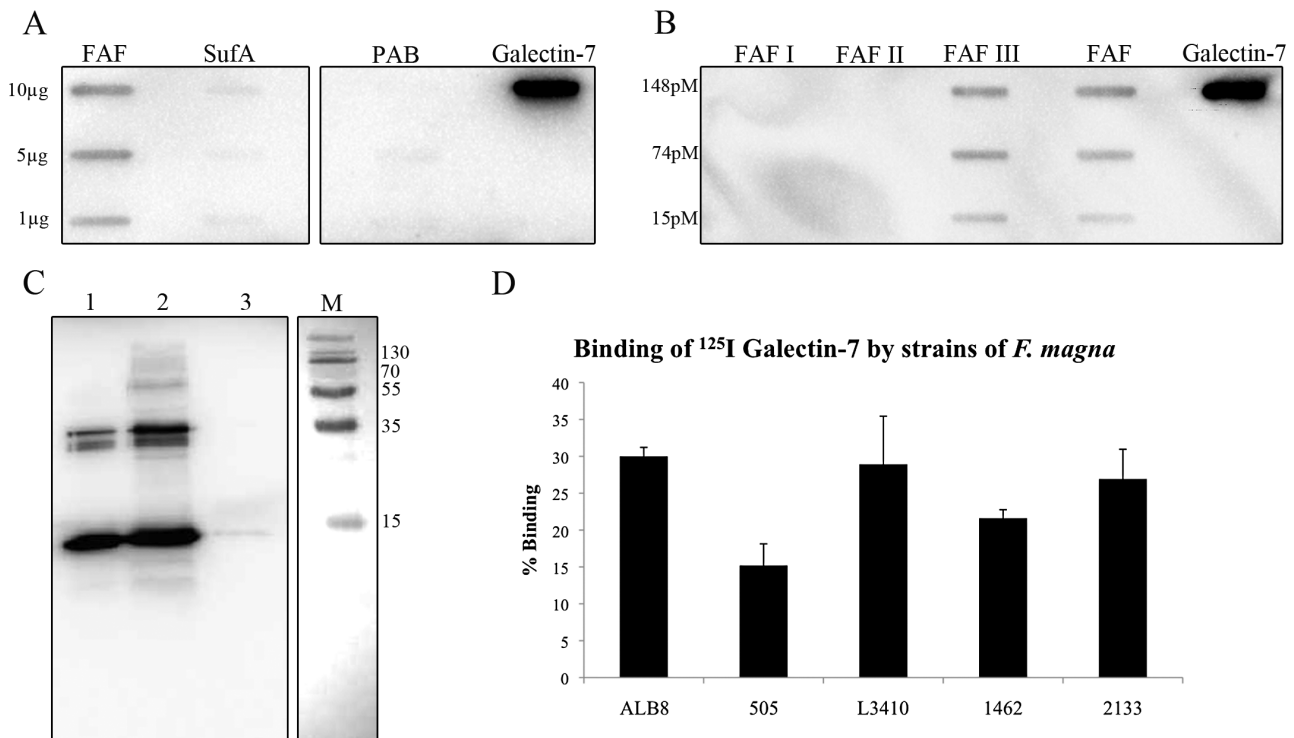 A
FAF SufA PAB Galectin-7
10µg
5µg
1µg
B
FAF I FAF II FAF III FAF Galectin-7
148pM
74pM
15pM
C
1 2 3 M
130
70
55
35
15
D
Binding of ¹²⁵I Galectin-7 by strains of F. magna
% Binding
40
35
30
25
20
15
10
5
0
ALB8 505 L3410 1462 2133